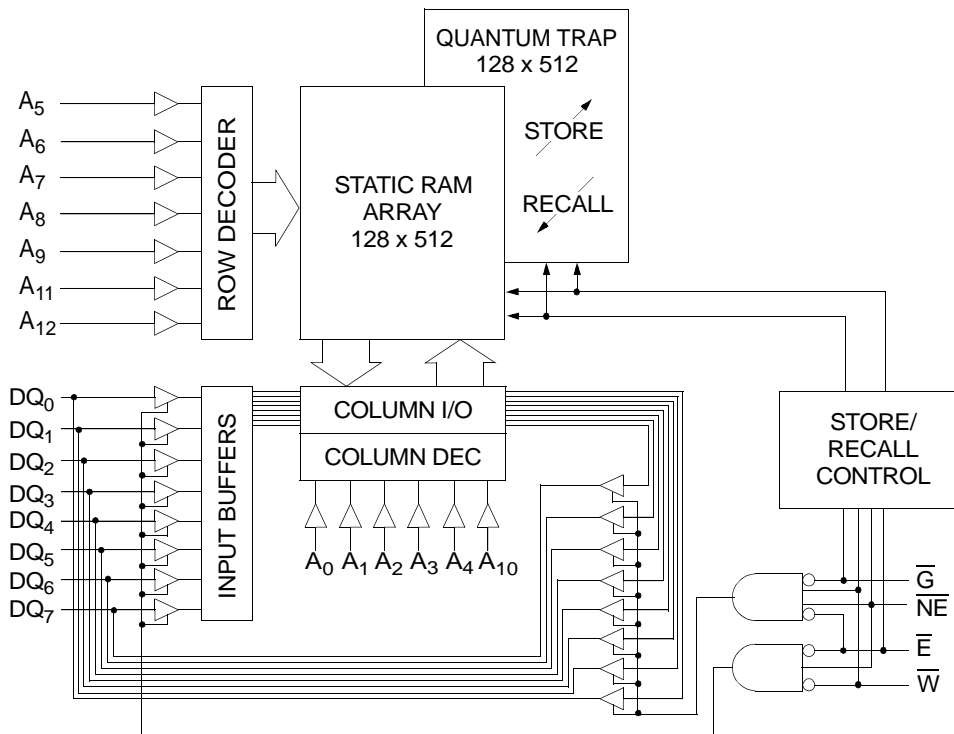 QUANTUM TRAP
128 x 512
STORE
RECALL
A5
A6
A7
A8
A9
A11
A12
ROW DECODER
STATIC RAM
ARRAY
128 x 512
DQ0
DQ1
DQ2
DQ3
DQ4
DQ5
DQ6
DQ7
INPUT BUFFERS
COLUMN I/O
COLUMN DEC
A0 A1 A2 A3 A4 A10
STORE/
RECALL
CONTROL
G̅
N̅E̅
E̅
W̅